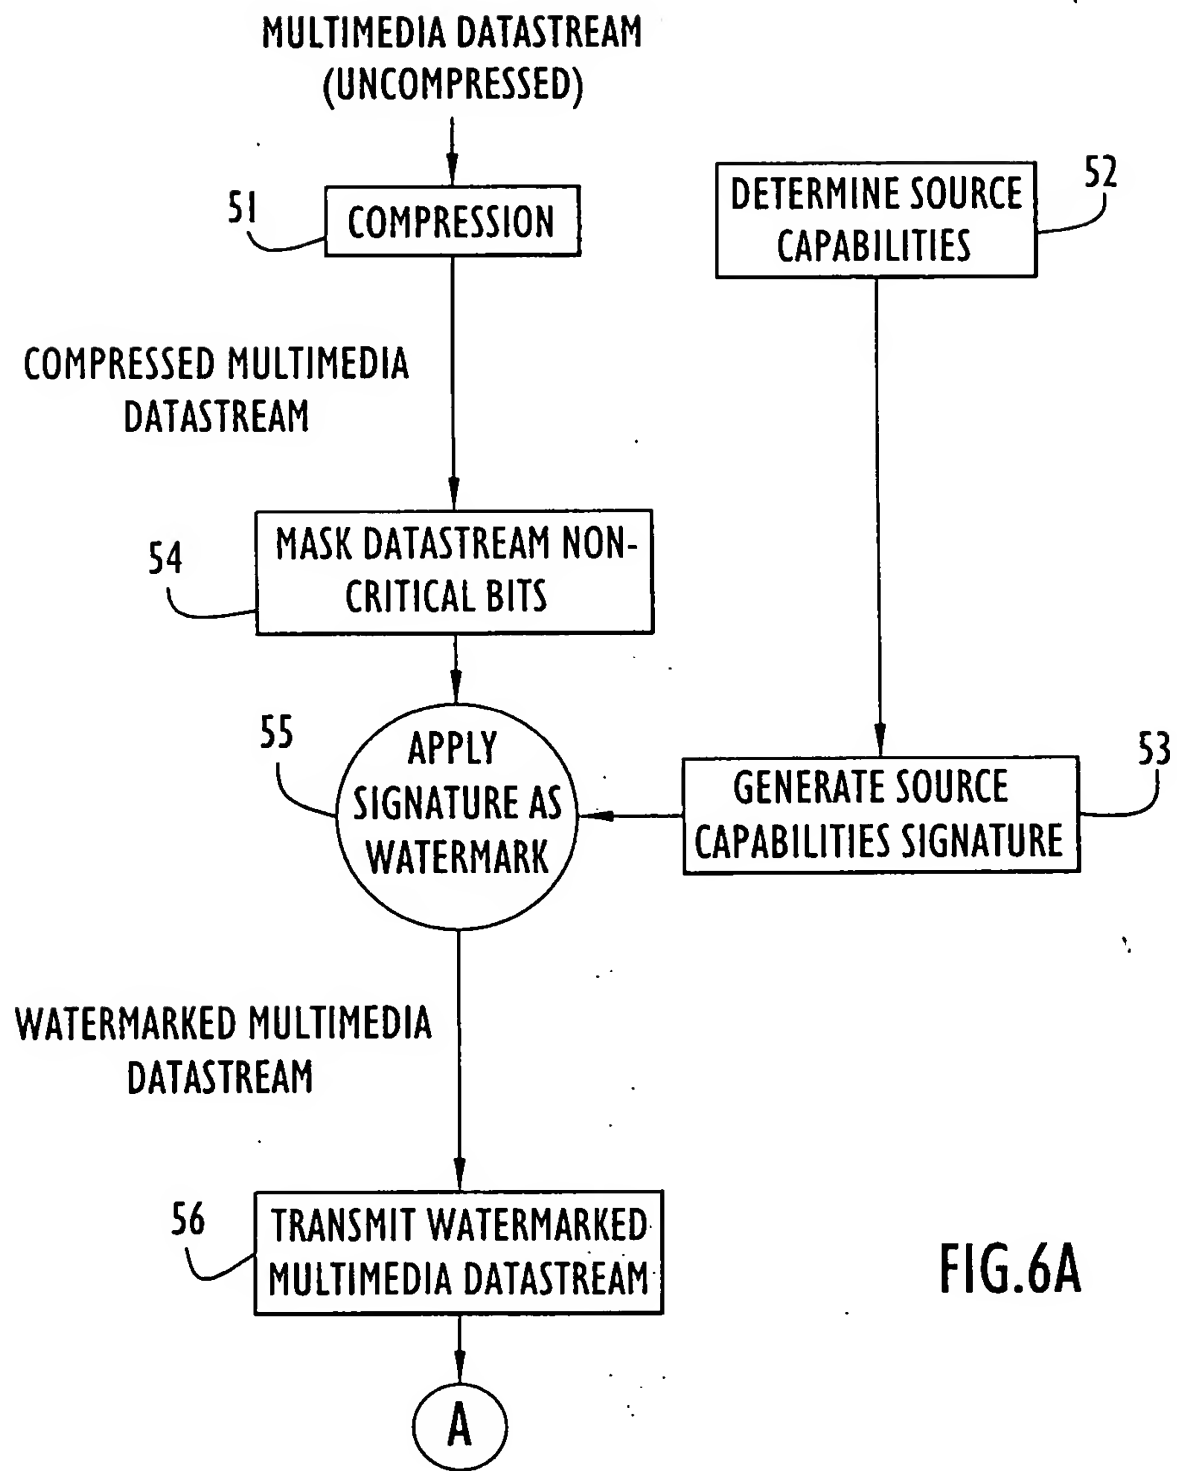 MULTIMEDIA DATASTREAM
(UNCOMPRESSED)
51
COMPRESSION
52
DETERMINE SOURCE
CAPABILITIES
COMPRESSED MULTIMEDIA
DATASTREAM
54
MASK DATASTREAM NON-
CRITICAL BITS
55
APPLY
SIGNATURE AS
WATERMARK
53
GENERATE SOURCE
CAPABILITIES SIGNATURE
WATERMARKED MULTIMEDIA
DATASTREAM
56
TRANSMIT WATERMARKED
MULTIMEDIA DATASTREAM
FIG.6A
A